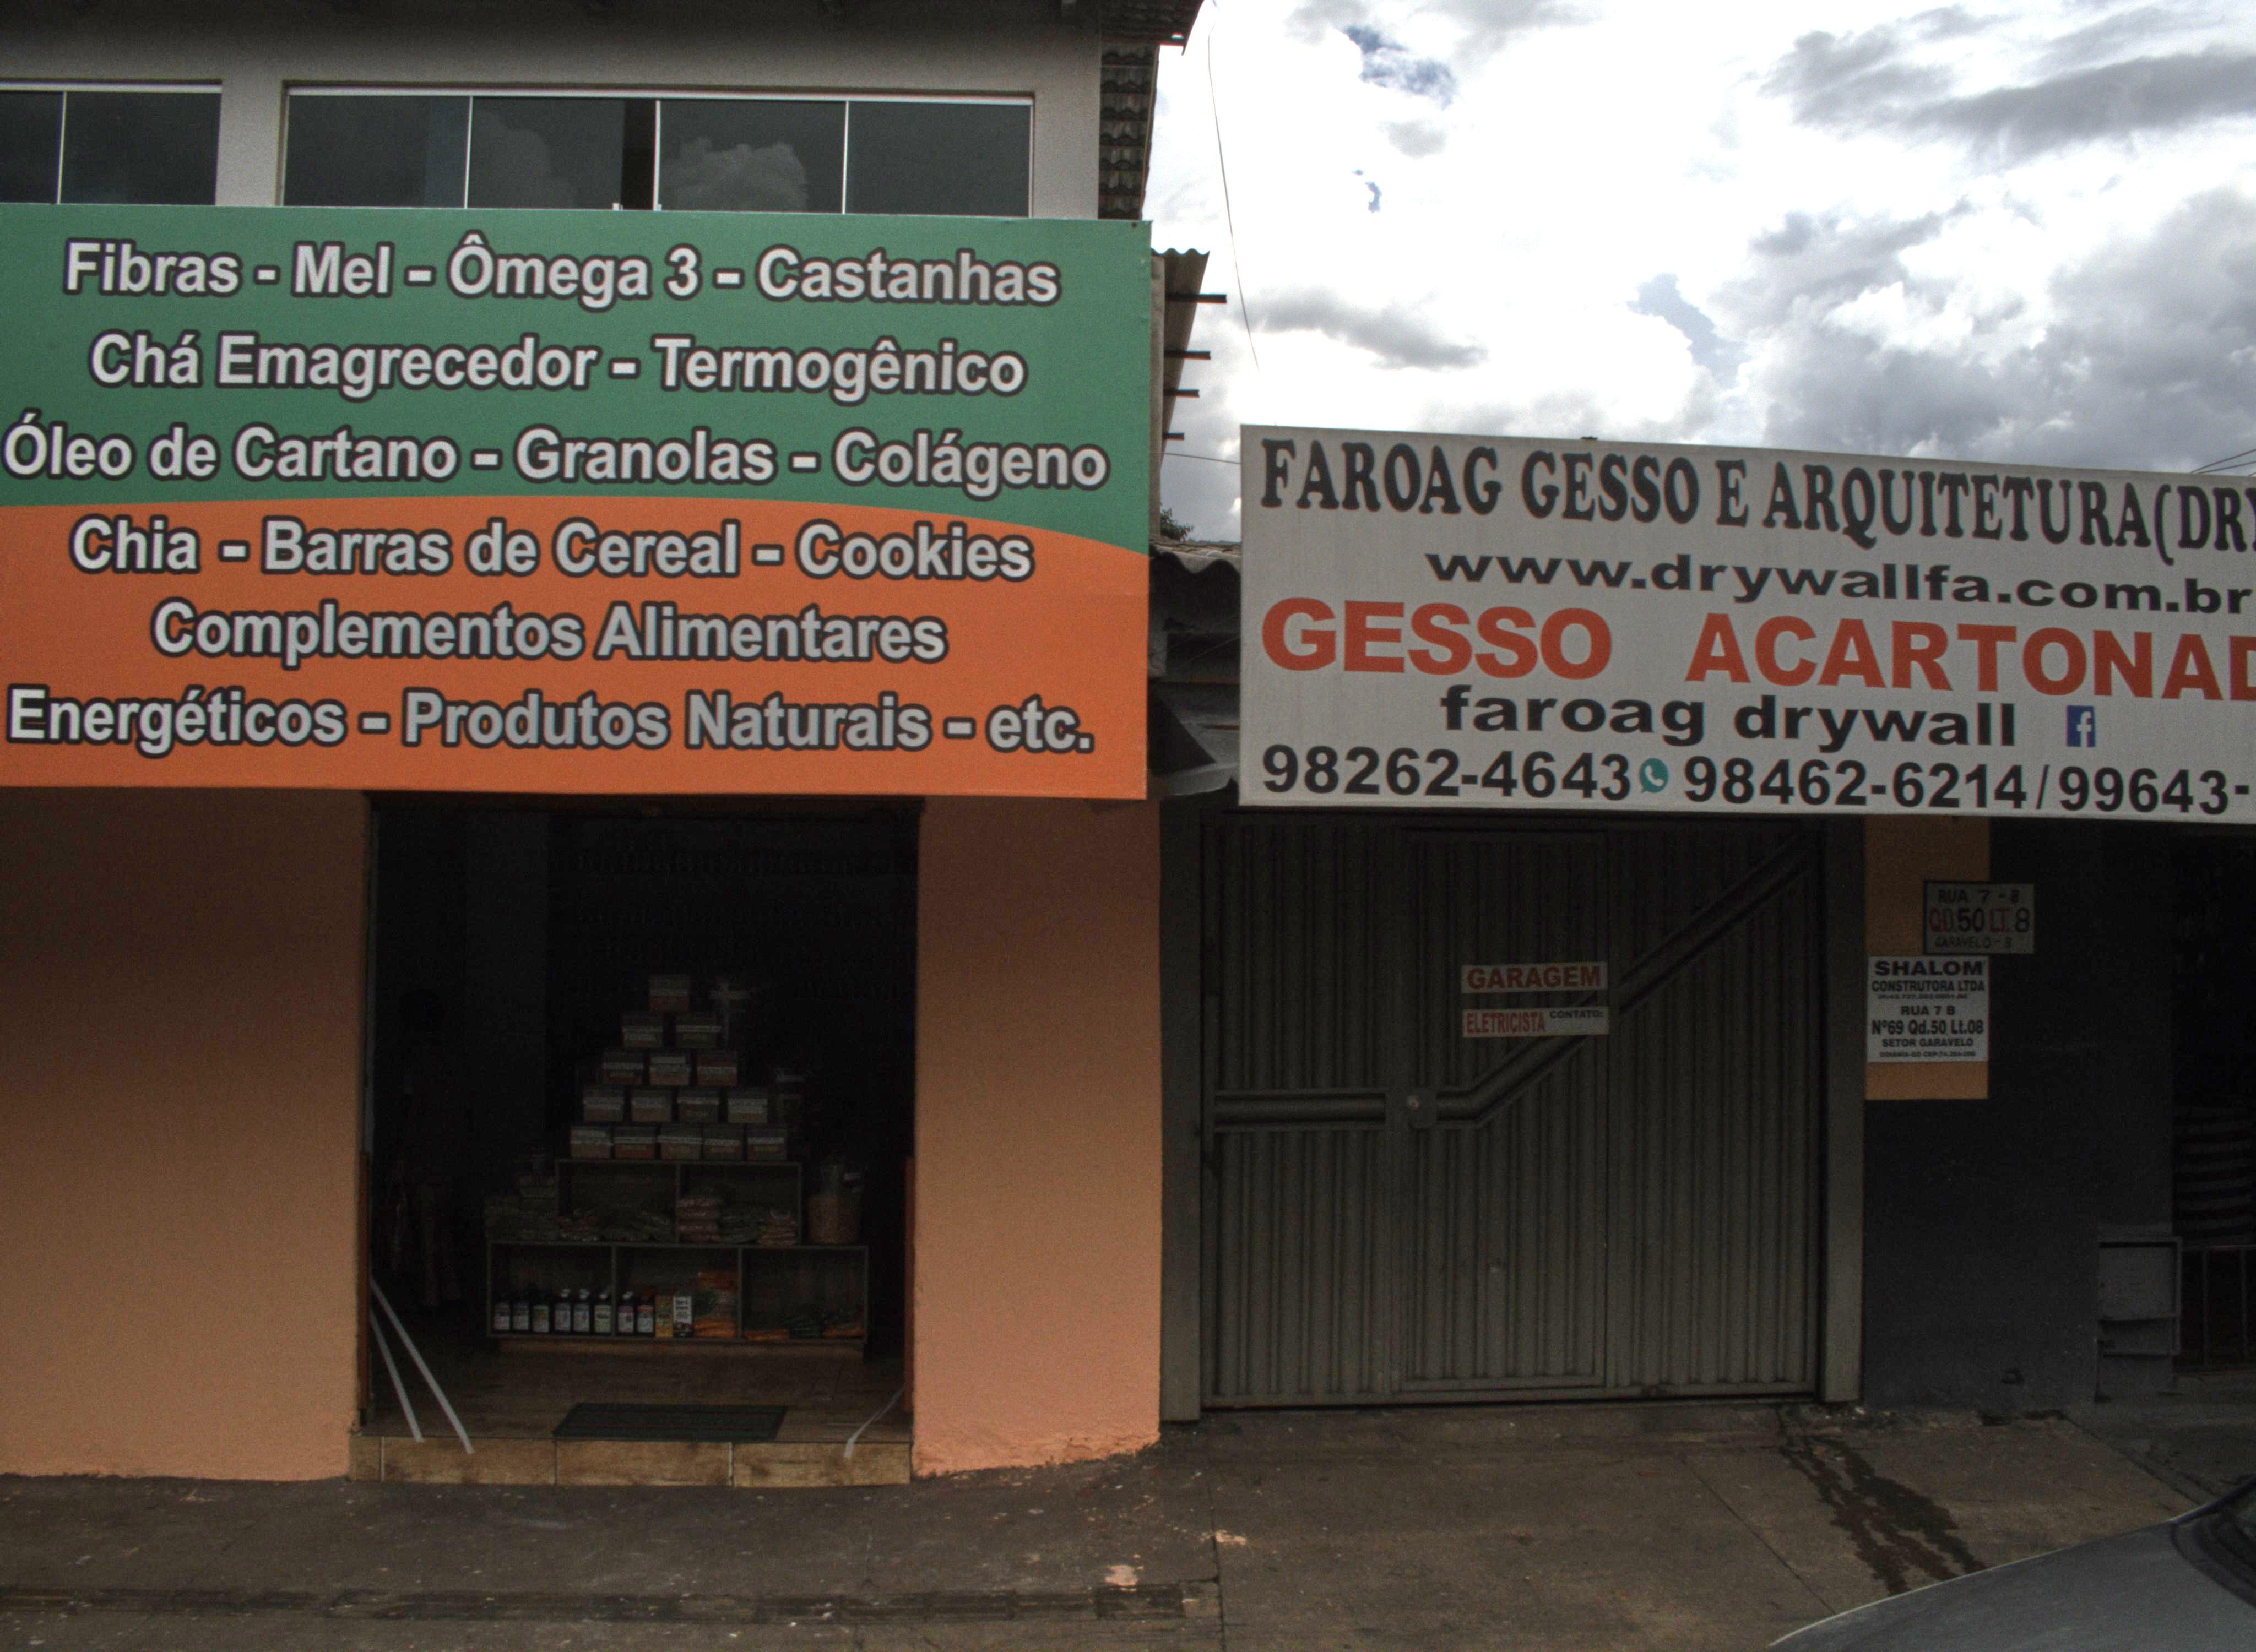 Fibras - Mel - Ômega 3 - Castanhas
Chá Emagrecedor - Termogênico
Óleo de Cartano - Granolas - Colágeno
Chia - Barras de Cereal - Cookies
Complementos Alimentares
Energéticos - Produtos Naturais - etc.
FAROAG GESSO E ARQUITETURA(DRY
www.drywallfa.com.br
GESSO ACARTONAD
faroag drywall
98262-4643 98462-6214/99643-
GARAGEM
ELETRICISTA CONTATO:
RUA 7 - B
QD.50 LT.8
GARAVELO - B
SHALOM
CONSTRUTORA LTDA
RUA 7 B
Nº69 Qd.50 Lt.08
SETOR GARAVELO